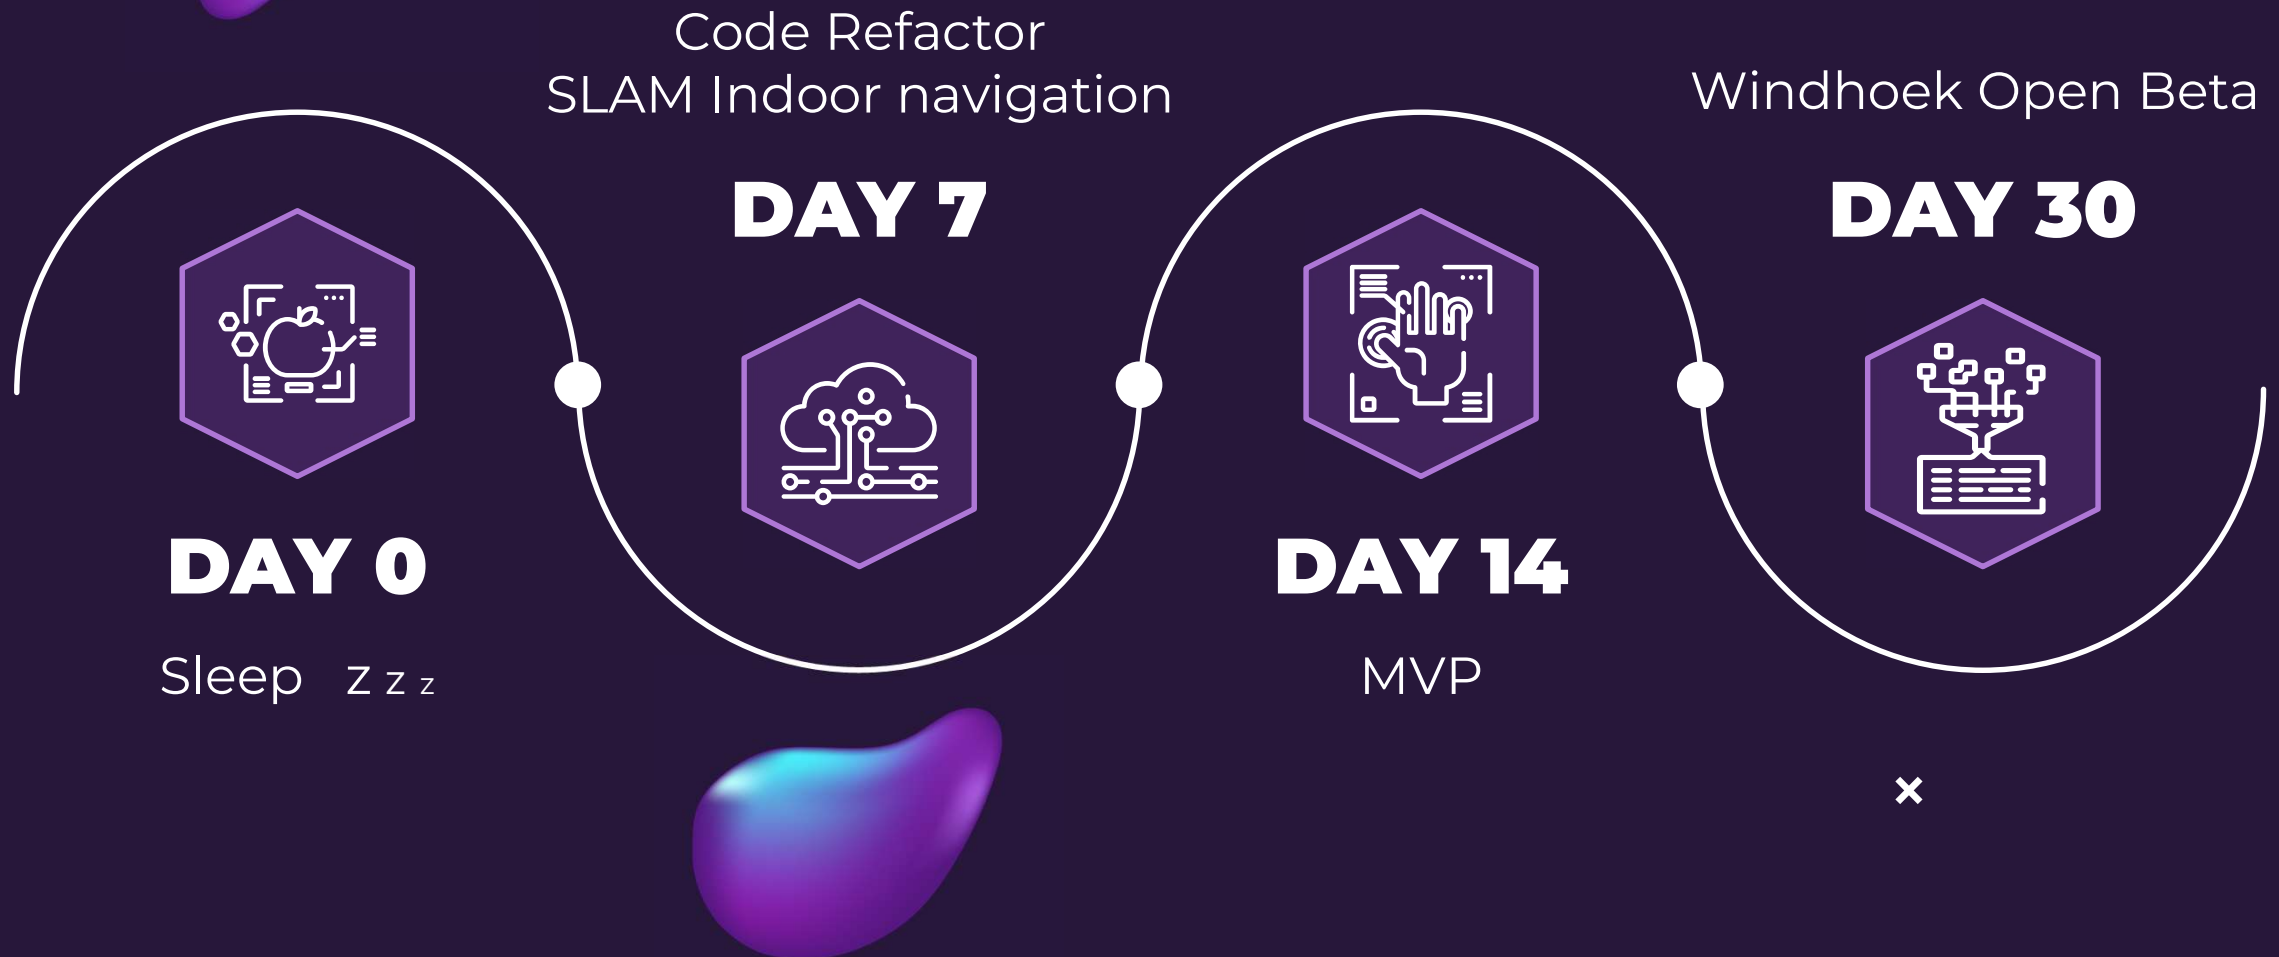 DAY 0
Sleep z z z
Code Refactor
SLAM Indoor navigation
DAY 7
DAY 14
MVP
Windhoek Open Beta
DAY 30